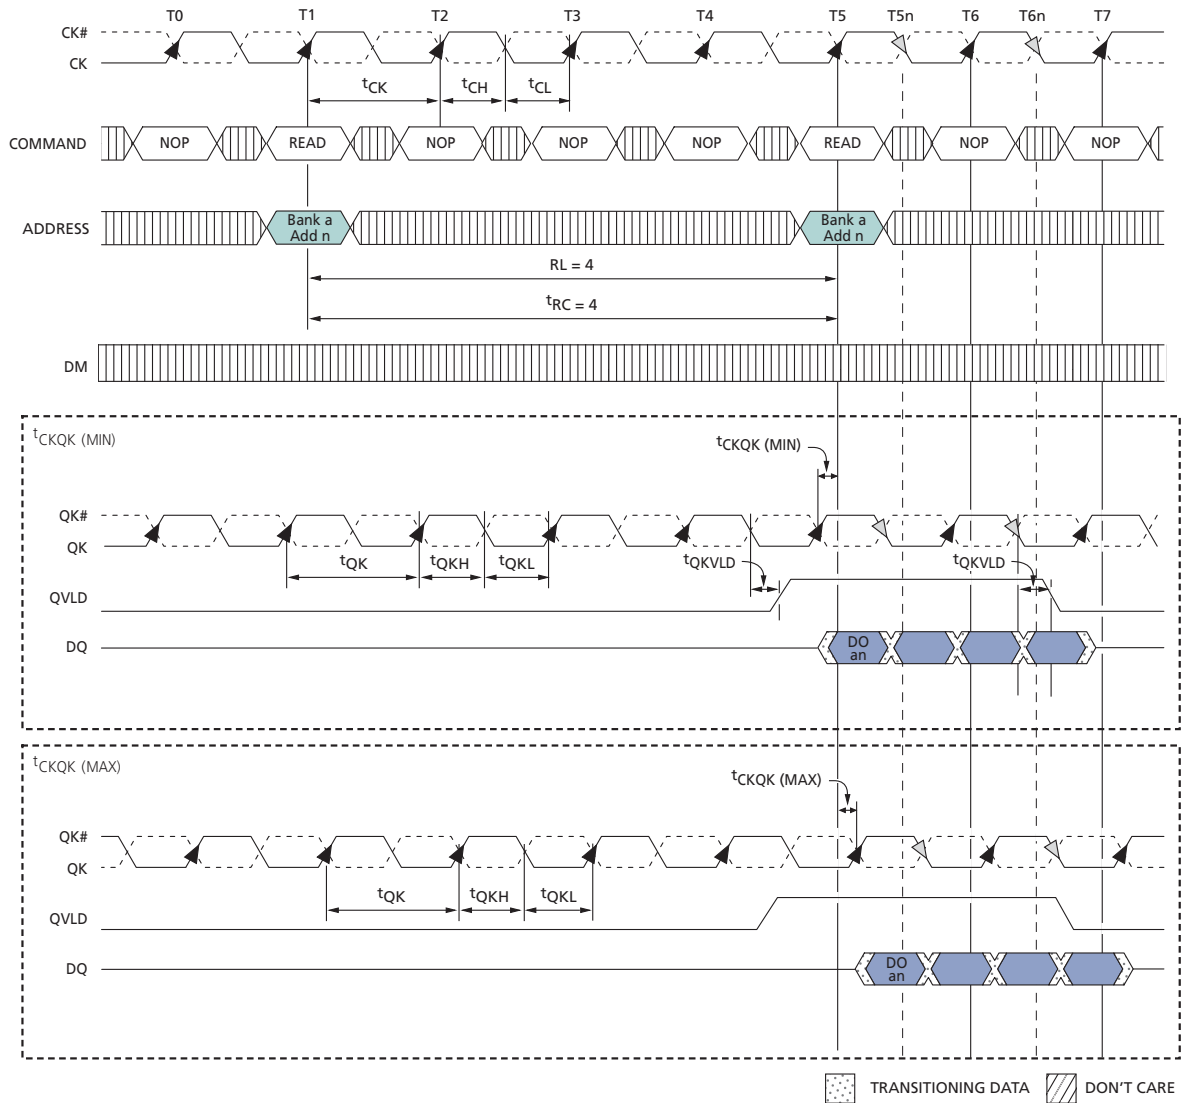 T0 T1 T2 T3 T4 T5 T5n T6 T6n T7
CK#
CK
tCK tCH tCL
COMMAND NOP READ NOP NOP NOP READ NOP NOP
ADDRESS Bank a Add n Bank a Add n
RL = 4
tRC = 4
DM
tCKQK (MIN)
tCKQK (MIN)
QK#
QK
tQK tQKH tQKL tQKVLD tQKVLD
QVLD
DQ DO an
tCKQK (MAX)
tCKQK (MAX)
QK#
QK
tQK tQKH tQKL
QVLD
DQ DO an
TRANSITIONING DATA DON'T CARE